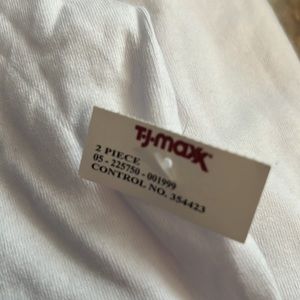 T·J·maxx
2 PIECE
05 - 225750 - 001999
CONTROL NO. 354423